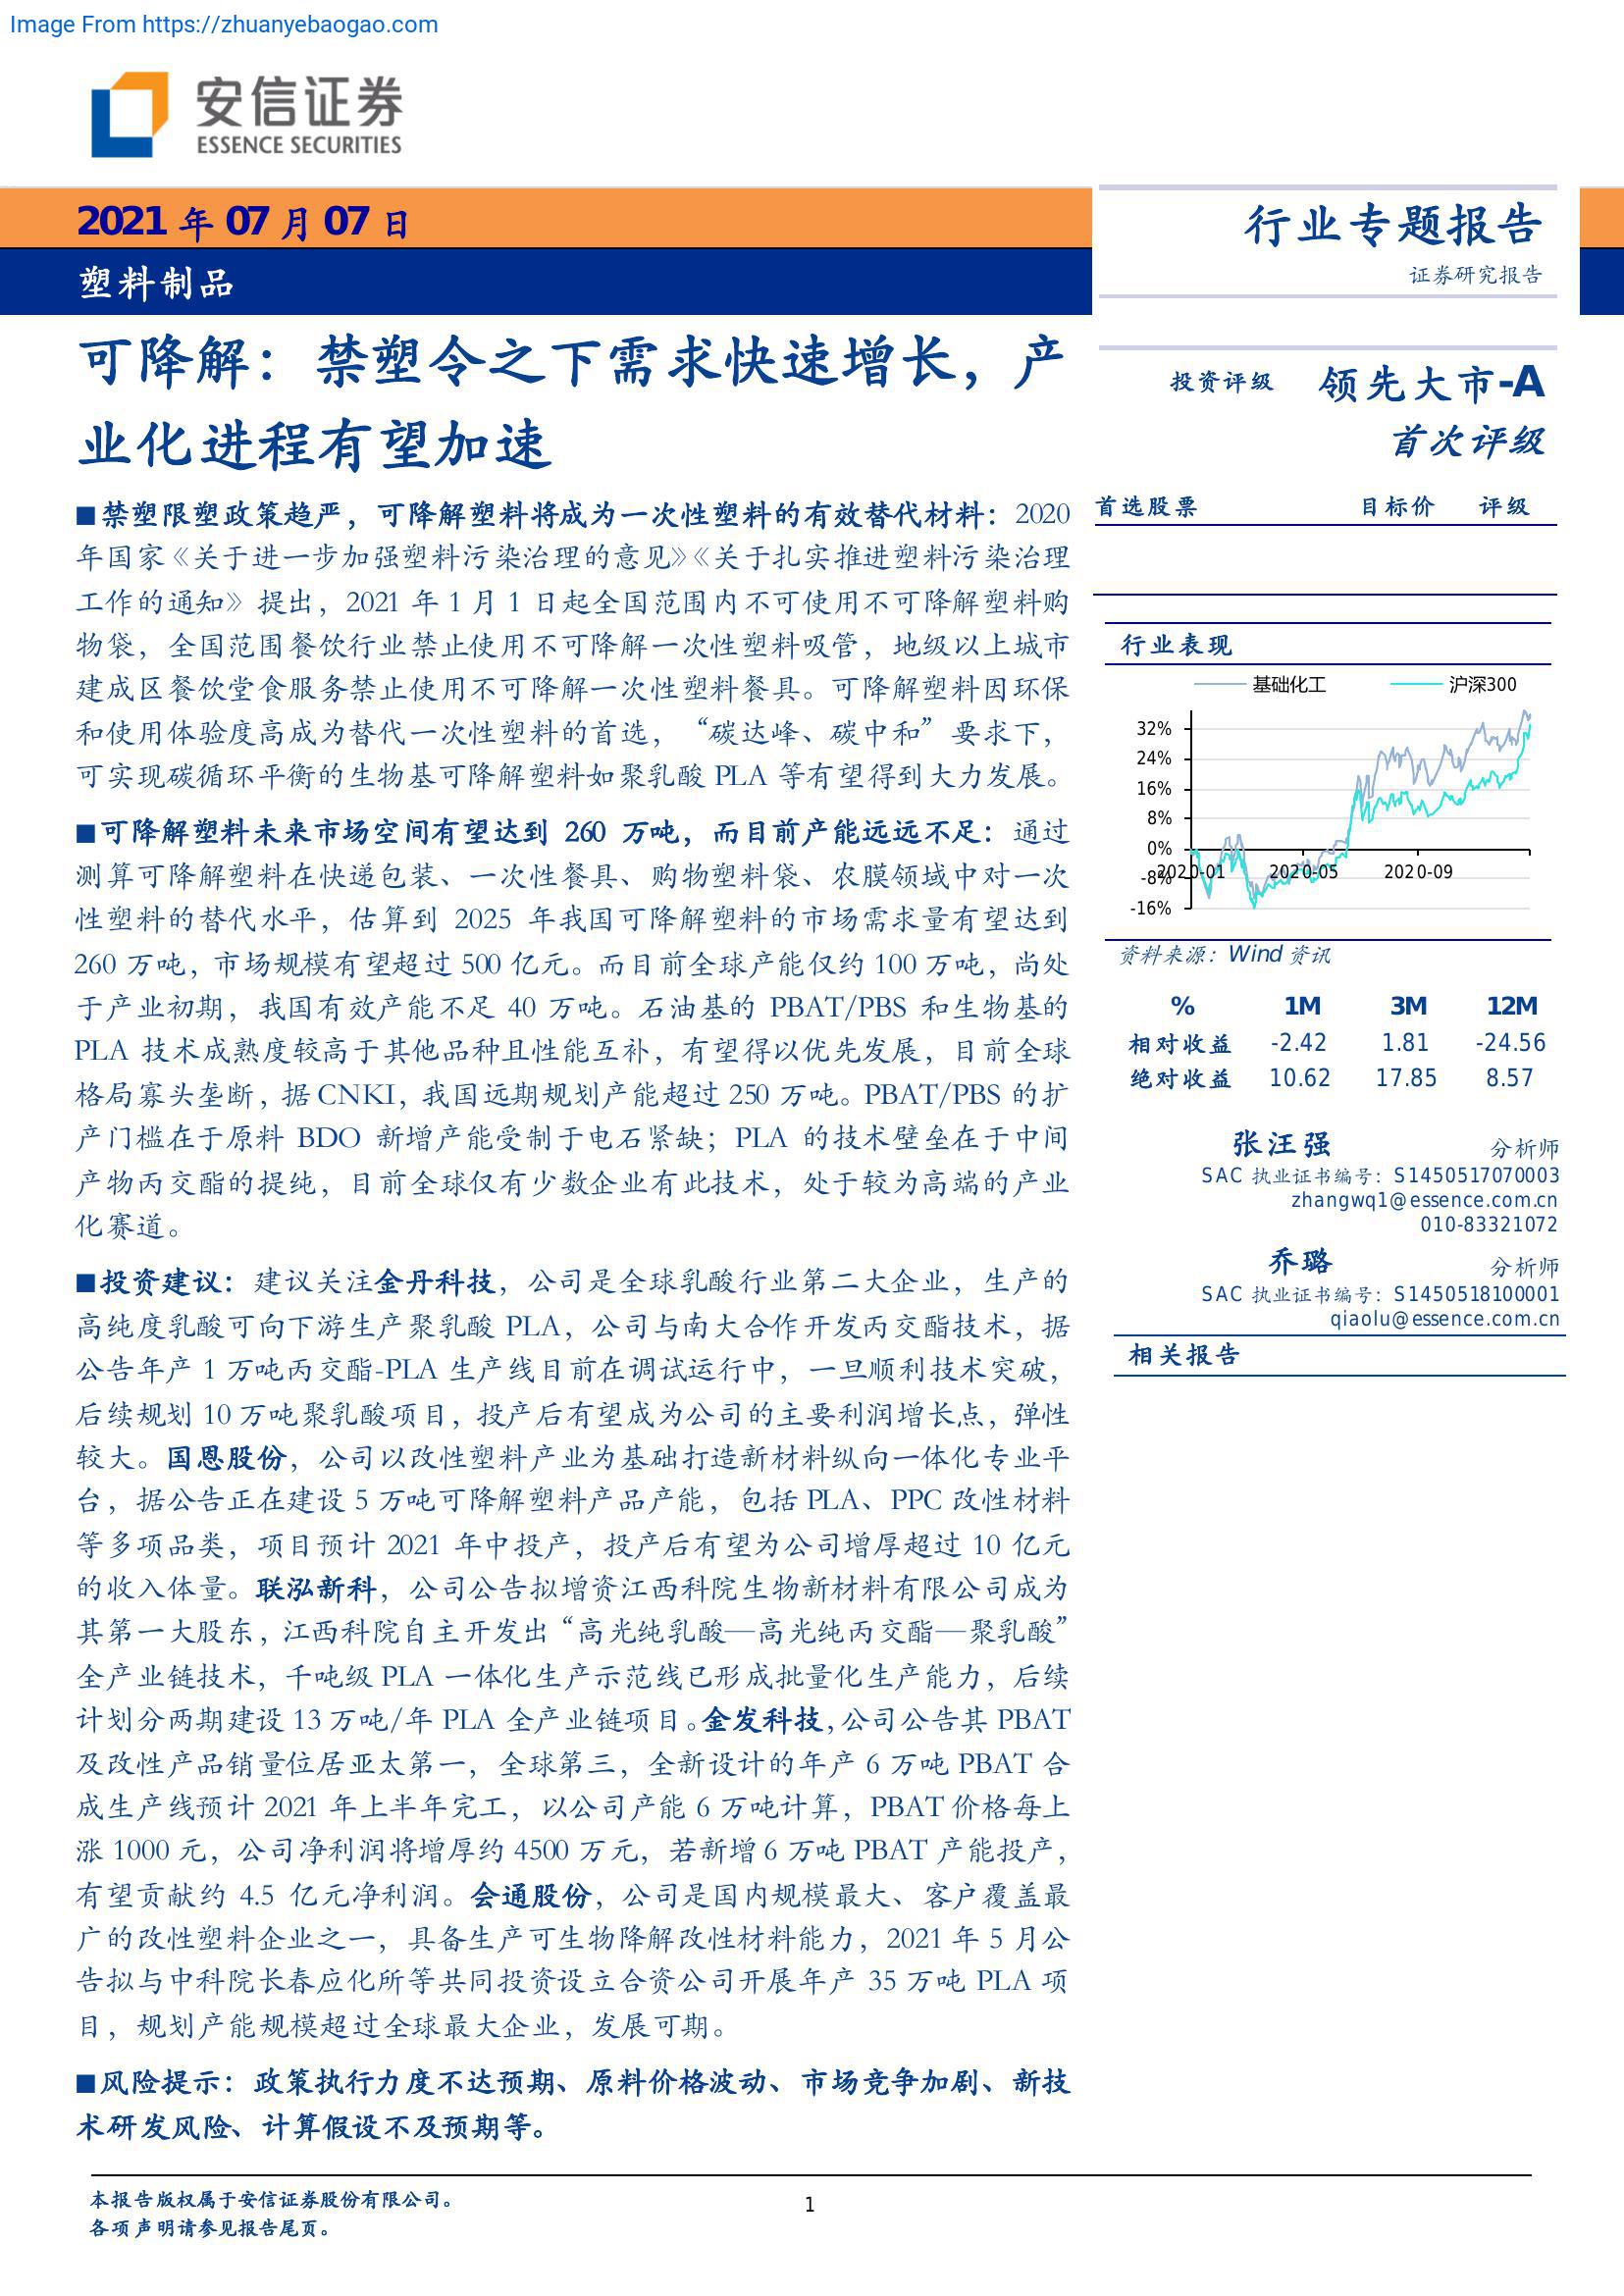 Image From https://zhuanyebaogao.com
安信证券
ESSENCE SECURITIES
2021 年 07 月 07 日
塑料制品
行业专题报告
证券研究报告
可降解：禁塑令之下需求快速增长，产
业化进程有望加速
■禁塑限塑政策趋严，可降解塑料将成为一次性塑料的有效替代材料：2020
年国家《关于进一步加强塑料污染治理的意见》《关于扎实推进塑料污染治理
工作的通知》提出，2021 年 1 月 1 日起全国范围内不可使用不可降解塑料购
物袋，全国范围餐饮行业禁止使用不可降解一次性塑料吸管，地级以上城市
建成区餐饮堂食服务禁止使用不可降解一次性塑料餐具。可降解塑料因环保
和使用体验度高成为替代一次性塑料的首选，“碳达峰、碳中和”要求下，
可实现碳循环平衡的生物基可降解塑料如聚乳酸 PLA 等有望得到大力发展。
■可降解塑料未来市场空间有望达到 260 万吨，而目前产能远远不足：通过
测算可降解塑料在快递包装、一次性餐具、购物塑料袋、农膜领域中对一次
性塑料的替代水平，估算到 2025 年我国可降解塑料的市场需求量有望达到
260 万吨，市场规模有望超过 500 亿元。而目前全球产能仅约 100 万吨，尚处
于产业初期，我国有效产能不足 40 万吨。石油基的 PBAT/PBS 和生物基的
PLA 技术成熟度较高于其他品种且性能互补，有望得以优先发展，目前全球
格局寡头垄断，据 CNKI，我国远期规划产能超过 250 万吨。PBAT/PBS 的扩
产门槛在于原料 BDO 新增产能受制于电石紧缺；PLA 的技术壁垒在于中间
产物丙交酯的提纯，目前全球仅有少数企业有此技术，处于较为高端的产业
化赛道。
■投资建议：建议关注金丹科技，公司是全球乳酸行业第二大企业，生产的
高纯度乳酸可向下游生产聚乳酸 PLA，公司与南大合作开发丙交酯技术，据
公告年产 1 万吨丙交酯-PLA 生产线目前在调试运行中，一旦顺利技术突破，
后续规划 10 万吨聚乳酸项目，投产后有望成为公司的主要利润增长点，弹性
较大。国恩股份，公司以改性塑料产业为基础打造新材料纵向一体化专业平
台，据公告正在建设 5 万吨可降解塑料产品产能，包括 PLA、PPC 改性材料
等多项品类，项目预计 2021 年中投产，投产后有望为公司增厚超过 10 亿元
的收入体量。联泓新科，公司公告拟增资江西科院生物新材料有限公司成为
其第一大股东，江西科院自主开发出“高光纯乳酸—高光纯丙交酯—聚乳酸”
全产业链技术，千吨级 PLA 一体化生产示范线已形成批量化生产能力，后续
计划分两期建设 13 万吨/年 PLA 全产业链项目。金发科技，公司公告其 PBAT
及改性产品销量位居亚太第一，全球第三，全新设计的年产 6 万吨 PBAT 合
成生产线预计 2021 年上半年完工，以公司产能 6 万吨计算，PBAT 价格每上
涨 1000 元，公司净利润将增厚约 4500 万元，若新增 6 万吨 PBAT 产能投产，
有望贡献约 4.5 亿元净利润。会通股份，公司是国内规模最大、客户覆盖最
广的改性塑料企业之一，具备生产可生物降解改性材料能力，2021 年 5 月公
告拟与中科院长春应化所等共同投资设立合资公司开展年产 35 万吨 PLA 项
目，规划产能规模超过全球最大企业，发展可期。
■风险提示：政策执行力度不达预期、原料价格波动、市场竞争加剧、新技
术研发风险、计算假设不及预期等。
投资评级 领先大市-A
首次评级
首选股票 目标价 评级
行业表现
基础化工 沪深300
32%
24%
16%
8%
0%
-8%
-16%
2020-01 2020-05 2020-09
资料来源：Wind 资讯
% 1M 3M 12M
相对收益 -2.42 1.81 -24.56
绝对收益 10.62 17.85 8.57
张汪强 分析师
SAC 执业证书编号：S1450517070003
zhangwq1@essence.com.cn
010-83321072
乔璐 分析师
SAC 执业证书编号：S1450518100001
qiaolu@essence.com.cn
相关报告
本报告版权属于安信证券股份有限公司。
各项声明请参见报告尾页。
1